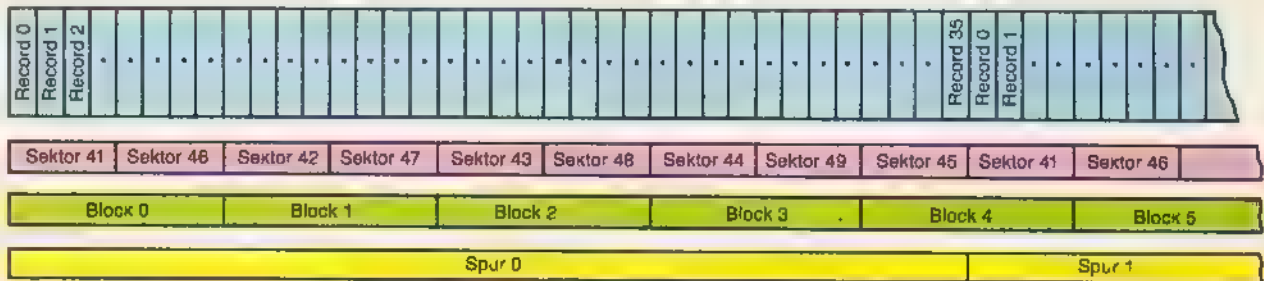 Record 0 Record 1 Record 2 Record 35 Record 0 Record 1
Sektor 41 Sektor 46 Sektor 42 Sektor 47 Sektor 43 Sektor 48 Sektor 44 Sektor 49 Sektor 45 Sektor 41 Sektor 46
Block 0 Block 1 Block 2 Block 3 Block 4 Block 5
Spur 0 Spur 1